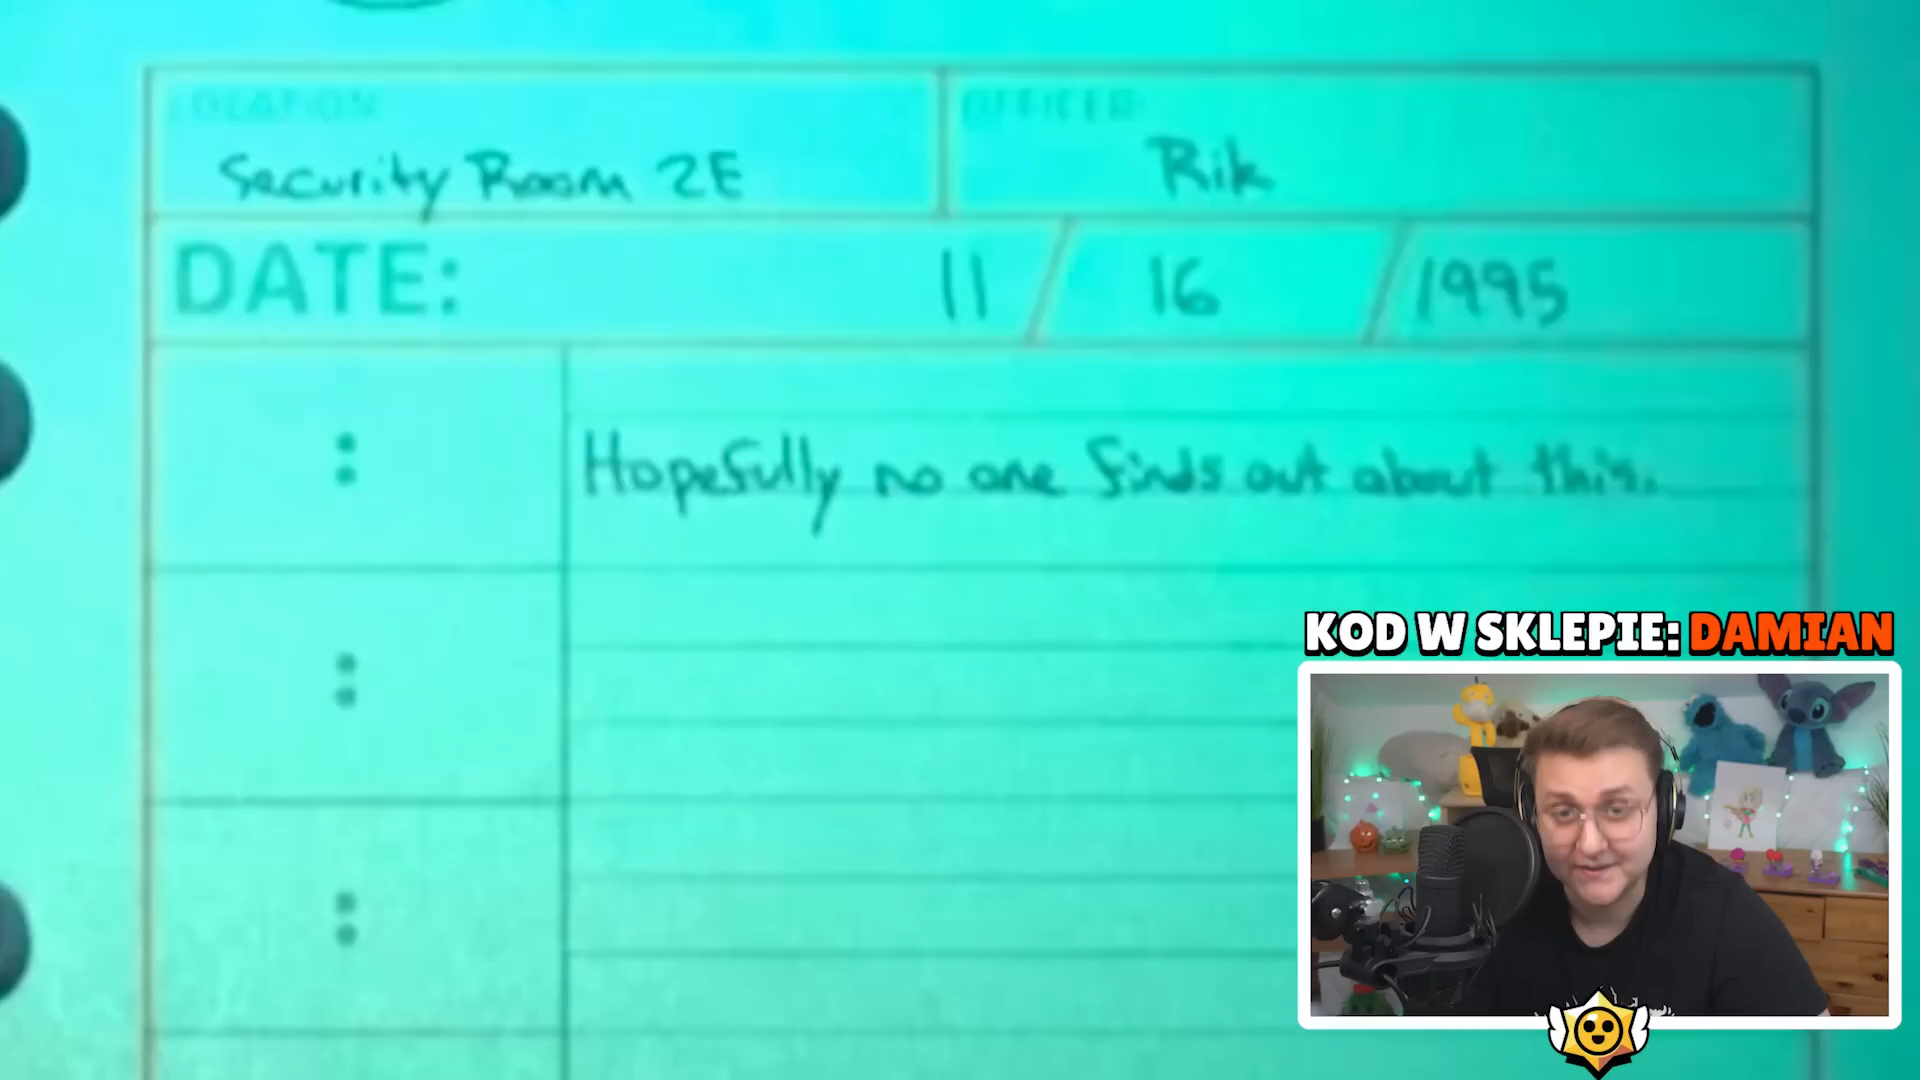 LOCATION:
OFFICER:
Security Room 2E
Rik
DATE: 11 / 16 / 1995
: Hopefully no one finds out about this.
:
:
KOD W SKLEPIE: DAMIAN